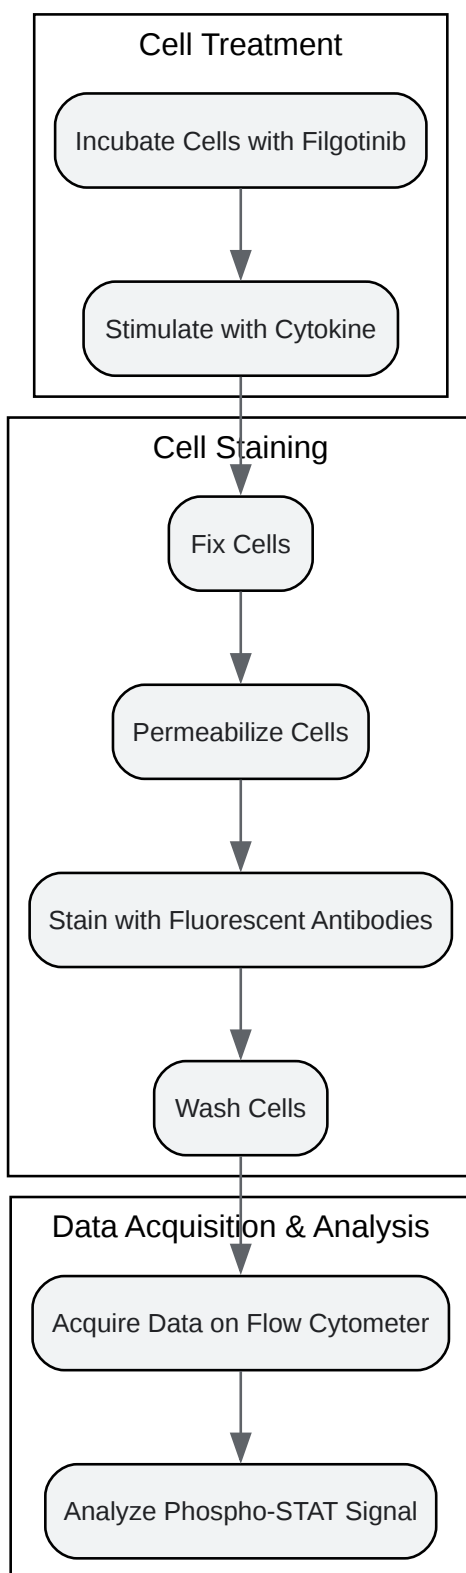 Cell Treatment
Incubate Cells with Filgotinib
Stimulate with Cytokine
Cell Staining
Fix Cells
Permeabilize Cells
Stain with Fluorescent Antibodies
Wash Cells
Data Acquisition & Analysis
Acquire Data on Flow Cytometer
Analyze Phospho-STAT Signal